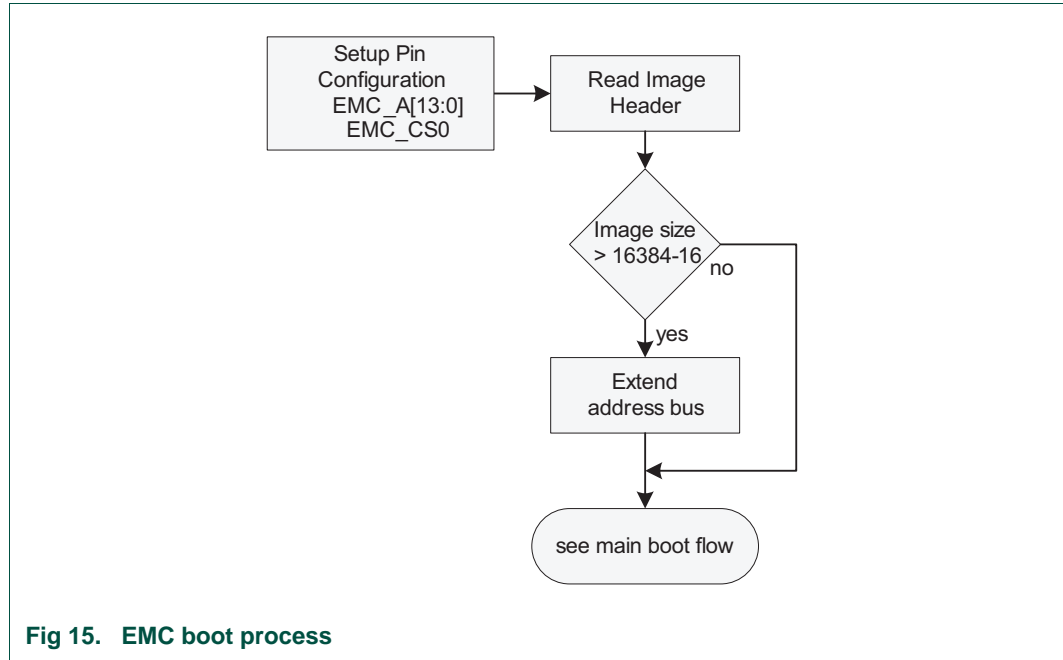 Setup Pin
Configuration
EMC_A[13:0]
EMC_CS0
Read Image
Header
Image size
> 16384-16
no
yes
Extend
address bus
see main boot flow
Fig 15. EMC boot process